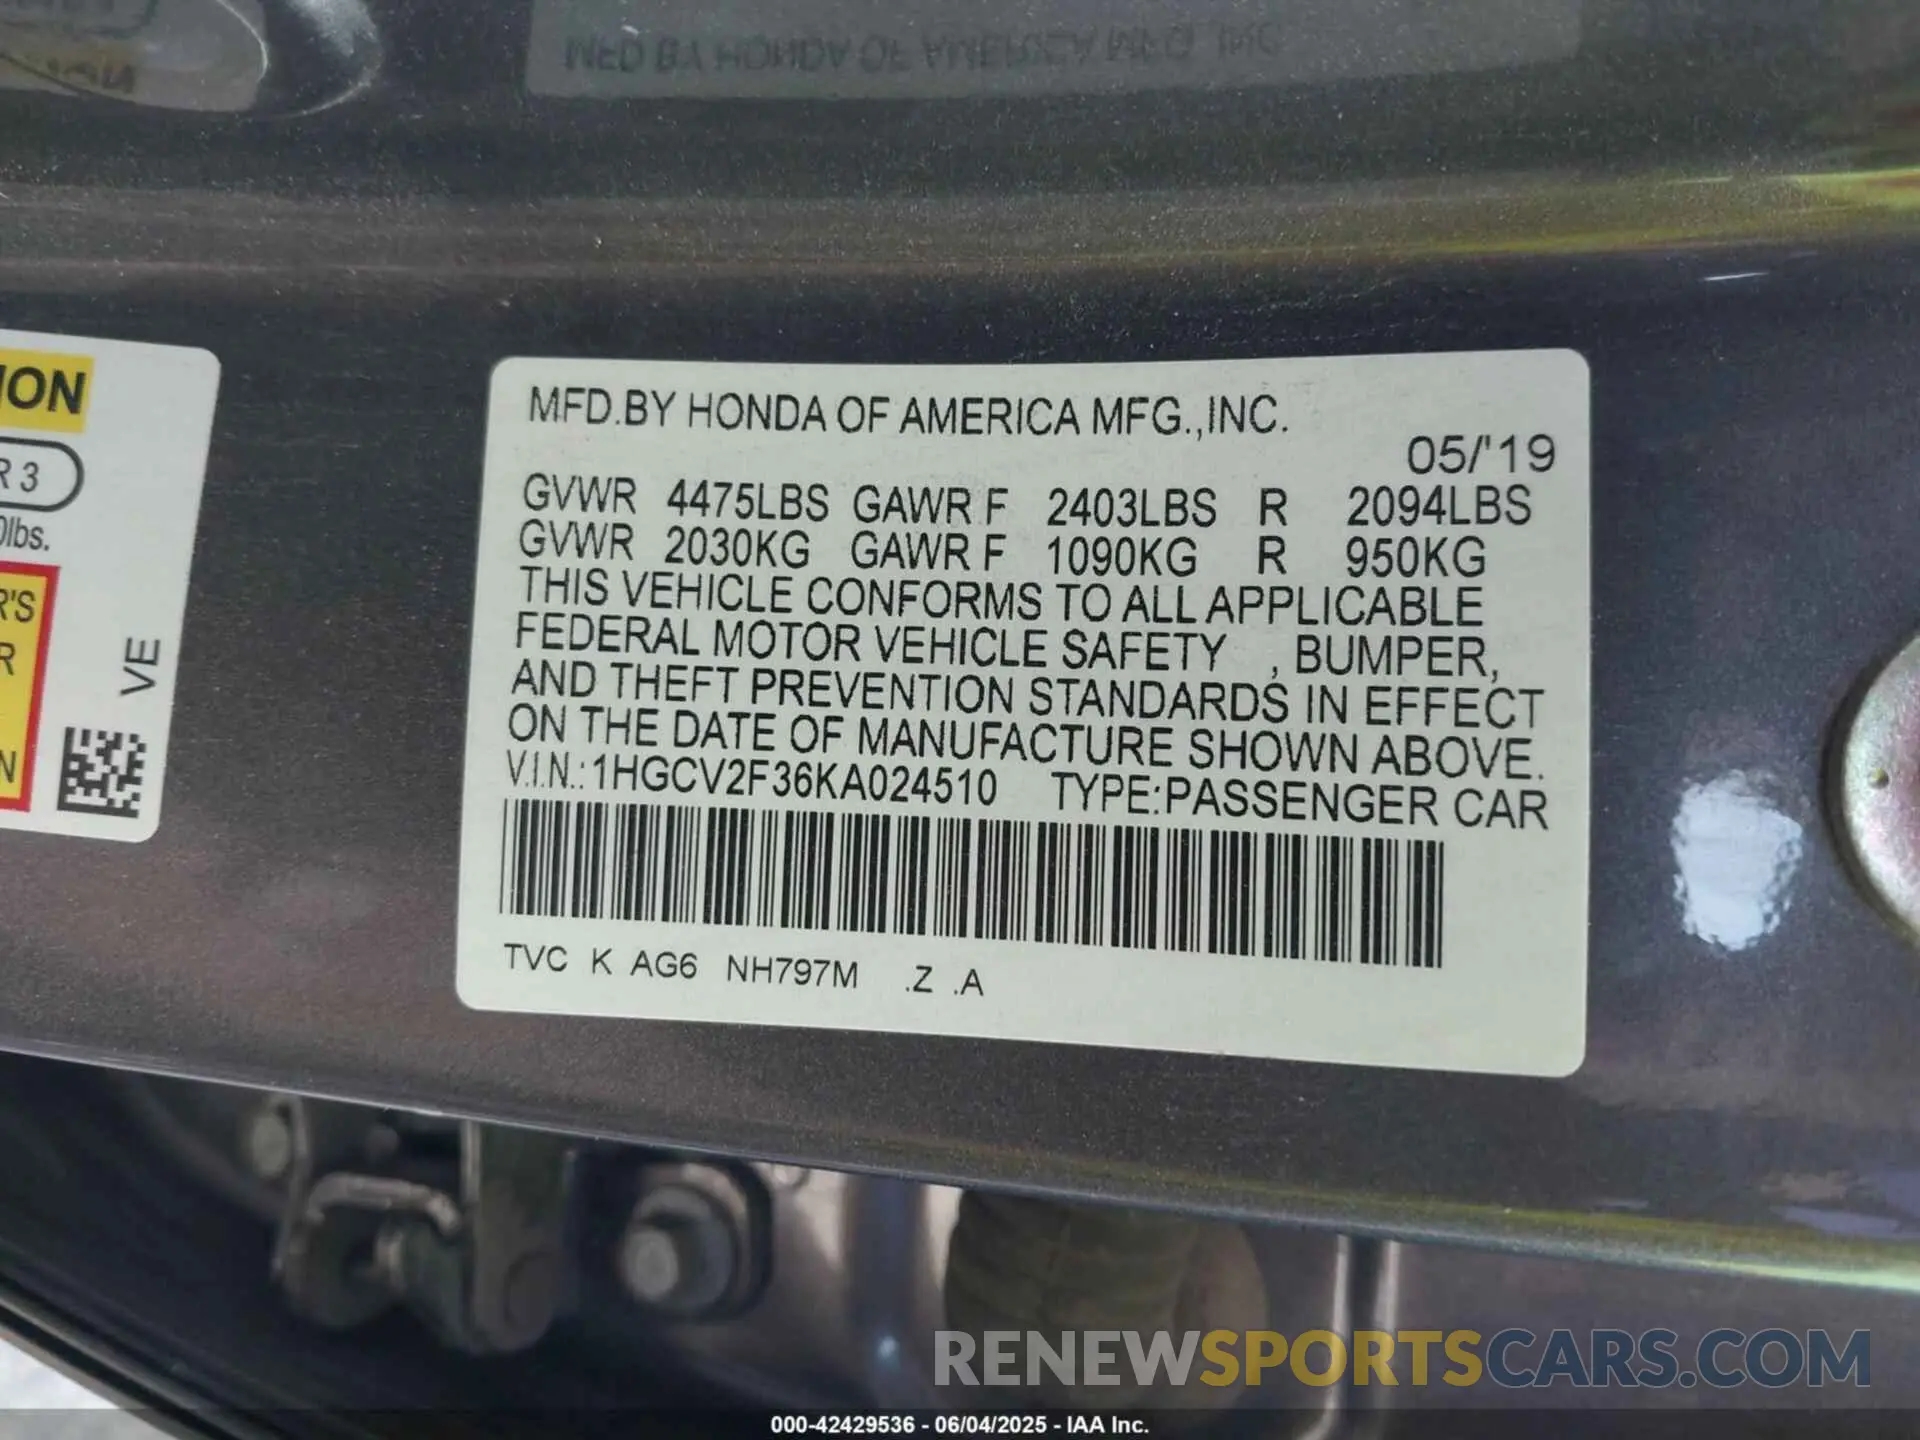 MFD BY HONDA OF AMERICA MFG., INC
ION
R 3
0lbs.
R'S
R
N
VE
MFD.BY HONDA OF AMERICA MFG.,INC.
05/'19
GVWR 4475LBS GAWR F 2403LBS R 2094LBS
GVWR 2030KG GAWR F 1090KG R 950KG
THIS VEHICLE CONFORMS TO ALL APPLICABLE
FEDERAL MOTOR VEHICLE SAFETY , BUMPER,
AND THEFT PREVENTION STANDARDS IN EFFECT
ON THE DATE OF MANUFACTURE SHOWN ABOVE.
V.I.N.:1HGCV2F36KA024510 TYPE:PASSENGER CAR
TVC K AG6 NH797M .Z .A
RENEWSPORTSCARS.COM
000-42429536 - 06/04/2025 - IAA Inc.